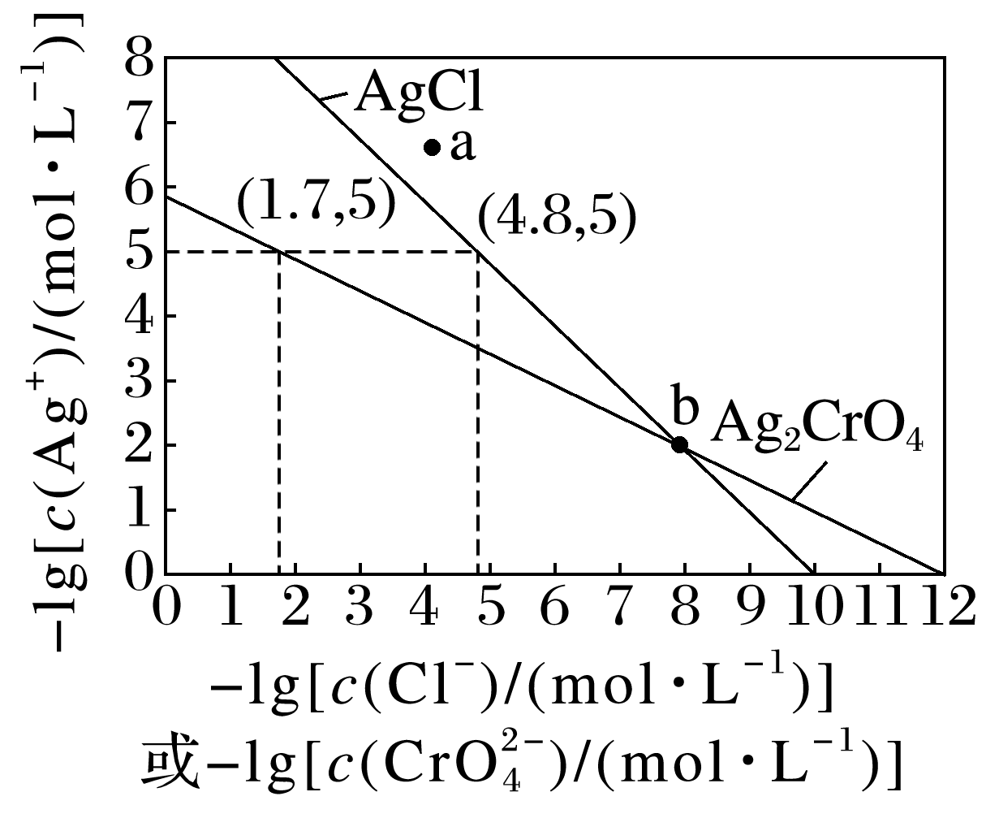 −lg[c(Ag⁺)/(mol·L⁻¹)]
8
7
6
5
4
3
2
1
0
AgCl
a
(1.7,5)
(4.8,5)
b
Ag₂CrO₄
0 1 2 3 4 5 6 7 8 9 10 11 12
−lg[c(Cl⁻)/(mol·L⁻¹)]
或−lg[c(CrO₄²⁻)/(mol·L⁻¹)]